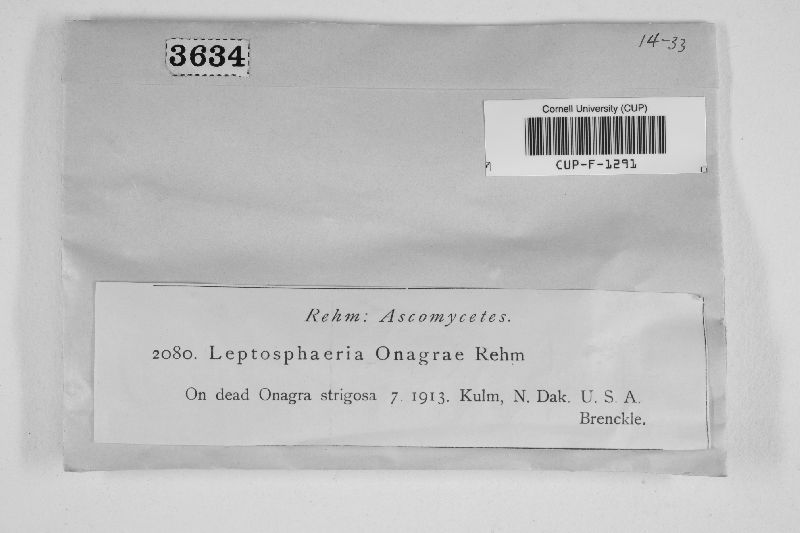 3634
14-33
Cornell University (CUP)
CUP-F-1291
Rehm: Ascomycetes.
2080. Leptosphaeria Onagrae Rehm
On dead Onagra strigosa 7. 1913. Kulm, N. Dak. U. S. A.
Brenckle.